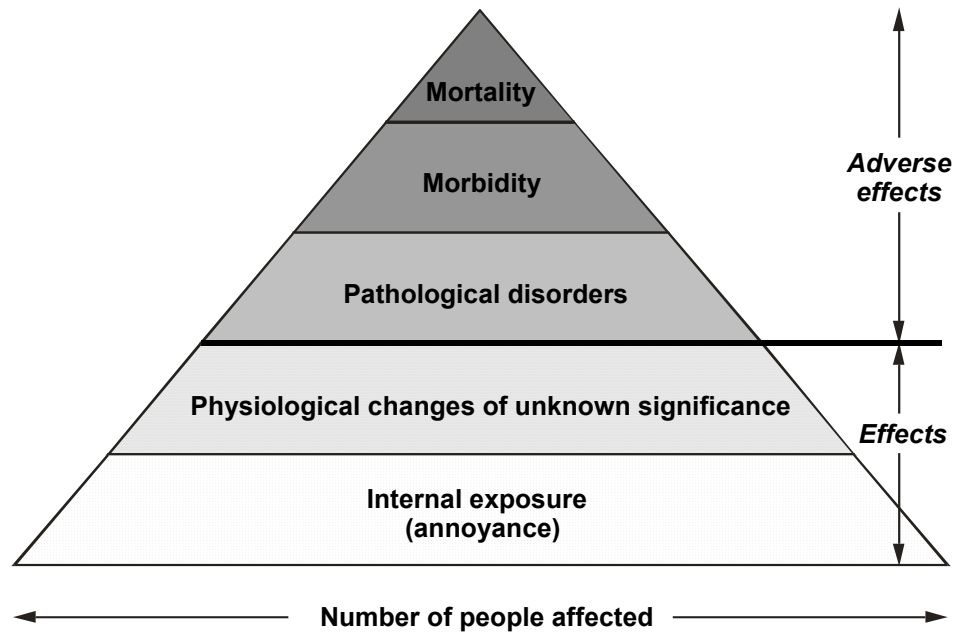 Mortality
Morbidity
Adverse
effects
Pathological disorders
Physiological changes of unknown significance
Effects
Internal exposure
(annoyance)
Number of people affected